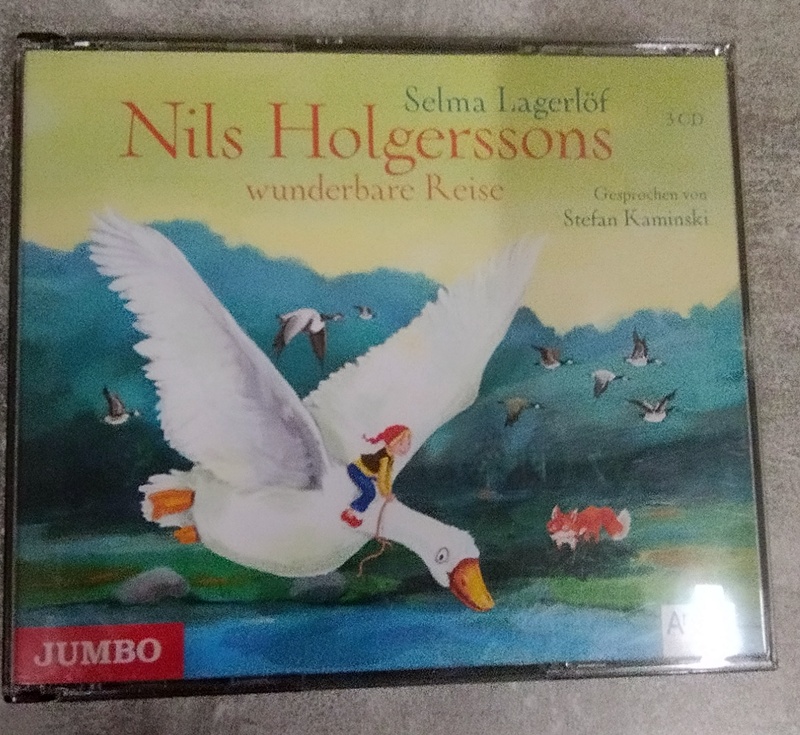 Selma Lagerlöf
Nils Holgerssons
wunderbare Reise
3 CD
Gesprochen von
Stefan Kaminski
JUMBO